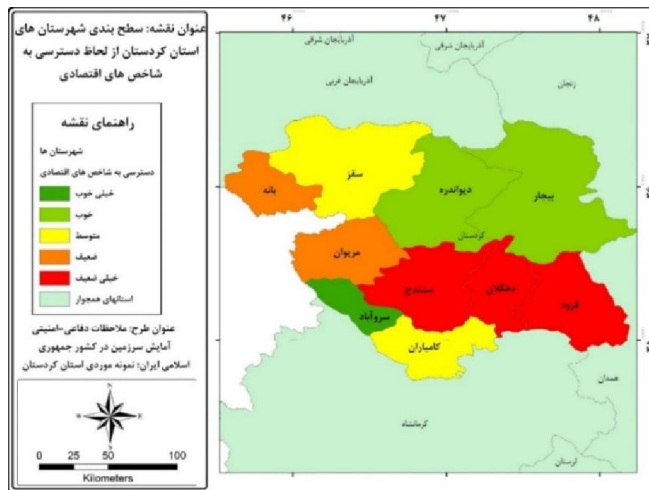 عنوان نقشه: سطح بندی شهرستان های
استان کردستان از لحاظ دسترسی به
شاخص های اقتصادی
راهنمای نقشه
شهرستان ها
دسترسی به شاخص های اقتصادی
خیلی خوب
خوب
متوسط
ضعیف
خیلی ضعیف
استانهای همجوار
عنوان طرح: ملاحظات دفاعی-امنیتی
آمایش سرزمین در کشور جمهوری
اسلامی ایران؛ نمونه موردی استان کردستان
N
W E
S
0 25 50 100
Kilometers
46 47 48
آذربایجان شرقی
آذربایجان شرقی
آذربایجان غربی
زنجان
سقز
بانه
دیواندره
بیجار
کردستان
مریوان
سنندج
دهگلان
قروه
سروآباد
کامیاران
همدان
کرمانشاه
لرستان